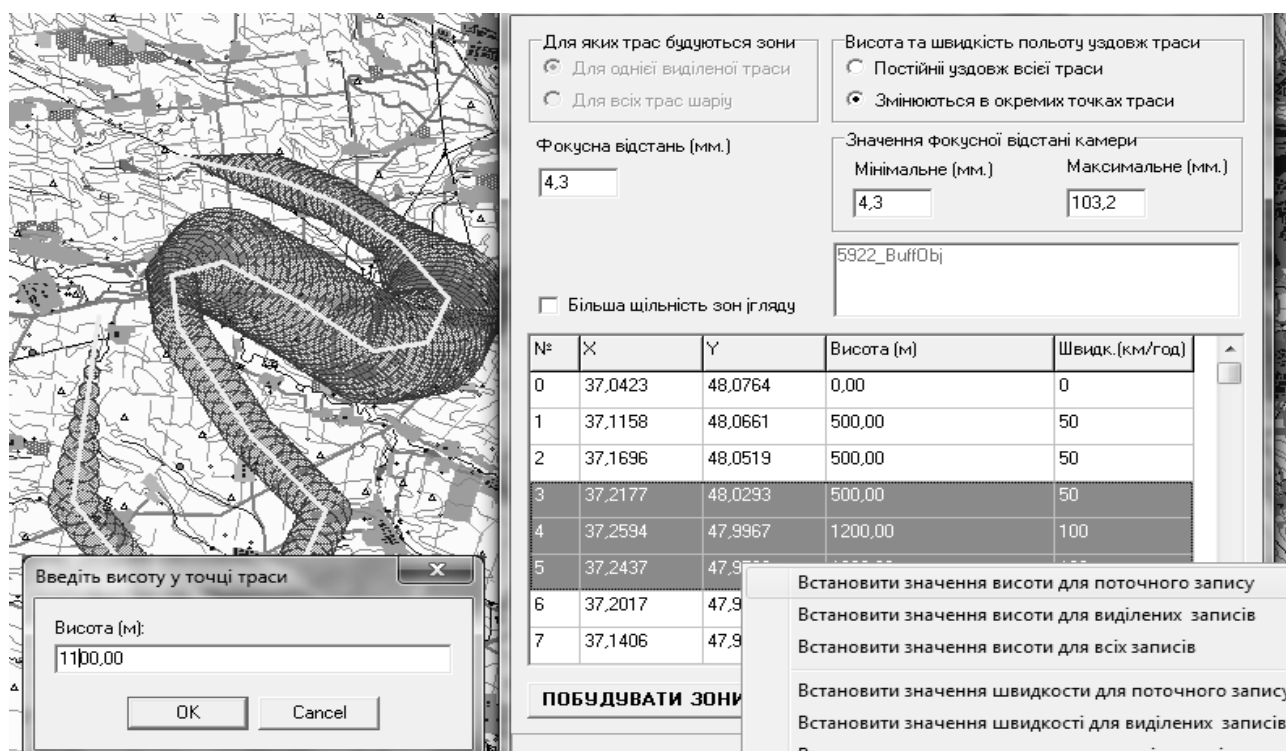 Для яких трас будуються зони
Для однієї виділеної траси
Для всіх трас шарїу
Висота та швидкість польоту уздовж траси
Постійніі уздовж всієї траси
Змінюються в окремих точках траси
Фокусна відстань (мм.)
4,3
Значення фокусної відстані камери
Мінімальне (мм.)
Максимальне (мм.)
4,3
103,2
5922_BuffObj
Більша щільність зон ігляду
№ X Y Висота (м) Швидк.(км/год)
0 37,0423 48,0764 0,00 0
1 37,1158 48,0661 500,00 50
2 37,1696 48,0519 500,00 50
3 37,2177 48,0293 500,00 50
4 37,2594 47,9967 1200,00 100
5 37,2437
6 37,2017
7 37,1406
Встановити значення висоти для поточного запису
Встановити значення висоти для виділених записів
Встановити значення висоти для всіх записів
Встановити значення швидкости для поточного запису
Встановити значення швидкості для виділених записів
ПОБУДУВАТИ ЗОНИ
Введіть висоту у точці траси
Висота (м):
1100,00
OK
Cancel